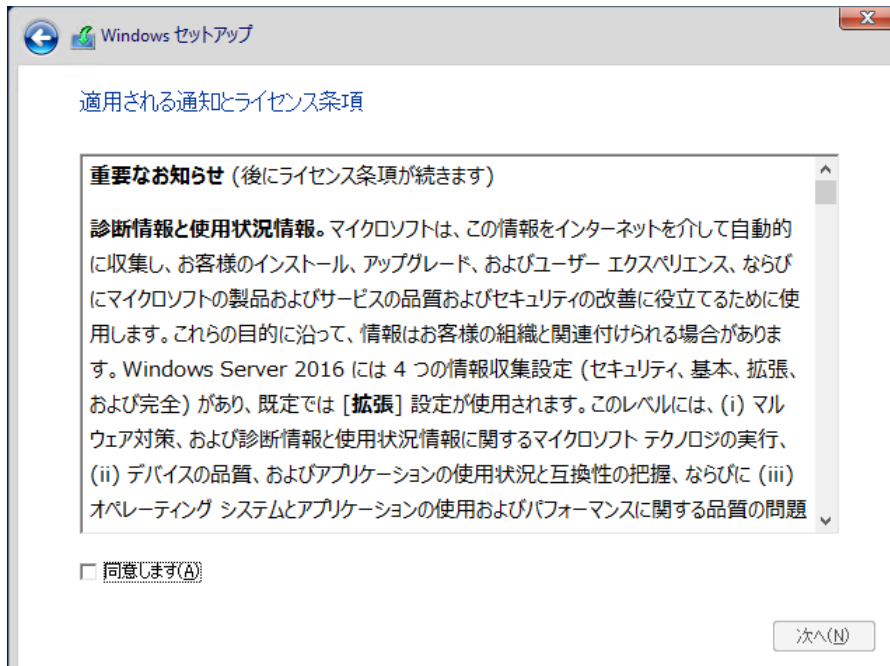 Windows セットアップ
適用される通知とライセンス条項
重要なお知らせ (後にライセンス条項が続きます)
診断情報と使用状況情報。マイクロソフトは、この情報をインターネットを介して自動的
に収集し、お客様のインストール、アップグレード、およびユーザー エクスペリエンス、ならび
にマイクロソフトの製品およびサービスの品質およびセキュリティの改善に役立てるために使
用します。これらの目的に沿って、情報はお客様の組織と関連付けられる場合がありま
す。Windows Server 2016 には 4 つの情報収集設定 (セキュリティ、基本、拡張、
および完全) があり、既定では [拡張] 設定が使用されます。このレベルには、(i) マル
ウェア対策、および診断情報と使用状況情報に関するマイクロソフト テクノロジの実行、
(ii) デバイスの品質、およびアプリケーションの使用状況と互換性の把握、ならびに (iii)
オペレーティング システムとアプリケーションの使用およびパフォーマンスに関する品質の問題
同意します(A)
次へ(N)